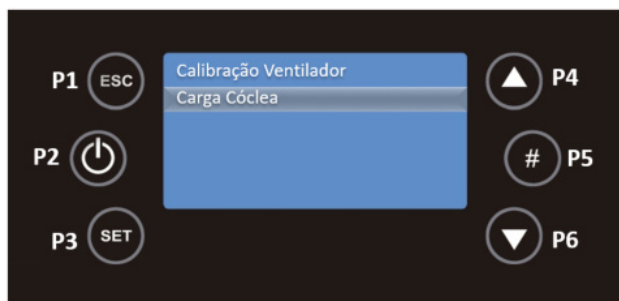 P1 ESC
Calibração Ventilador
P4
Carga Cóclea
P2
# P5
P3 SET
P6